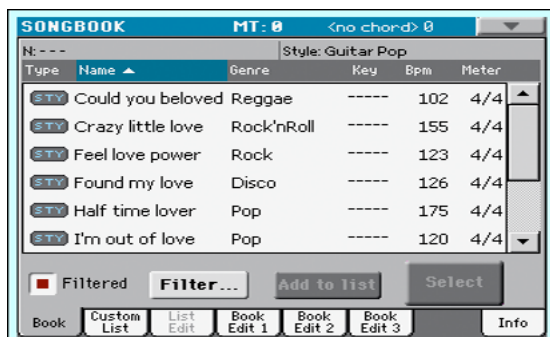 SONGBOOK MT: 0 <no chord> 0
N: - - - Style: Guitar Pop
Type Name Genre Key Bpm Meter
STY Could you beloved Reggae ----- 102 4/4
STY Crazy little love Rock'nRoll ----- 155 4/4
STY Feel love power Rock ----- 123 4/4
STY Found my love Disco ----- 126 4/4
STY Half time lover Pop ----- 175 4/4
STY I'm out of love Pop ----- 120 4/4
Filtered Filter... Add to list Select
Book Custom List List Edit Book Edit 1 Book Edit 2 Book Edit 3 Info